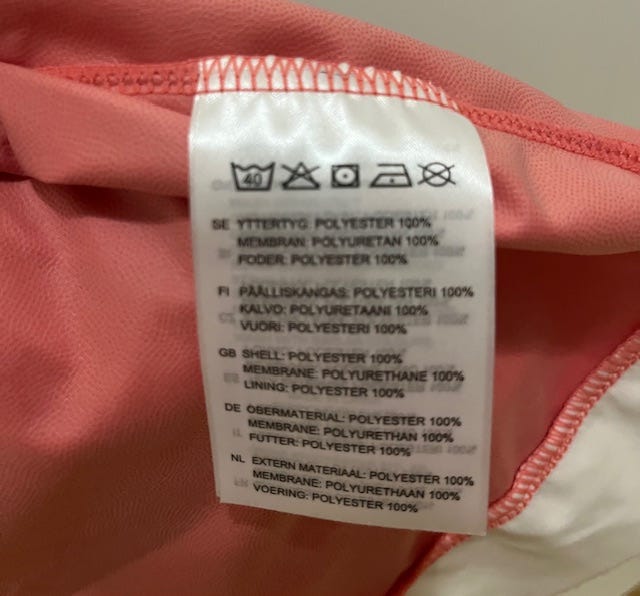 40
SE YTTERTYG: POLYESTER 100%
MEMBRAN: POLYURETAN 100%
FODER: POLYESTER 100%
FI PÄÄLLISKANGAS: POLYESTERI 100%
KALVO: POLYURETAANI 100%
VUORI: POLYESTERI 100%
GB SHELL: POLYESTER 100%
MEMBRANE: POLYURETHANE 100%
LINING: POLYESTER 100%
DE OBERMATERIAL: POLYESTER 100%
MEMBRANE: POLYURETHAN 100%
FUTTER: POLYESTER 100%
NL EXTERN MATERIAAL: POLYESTER 100%
MEMBRANE: POLYURETHAAN 100%
VOERING: POLYESTER 100%